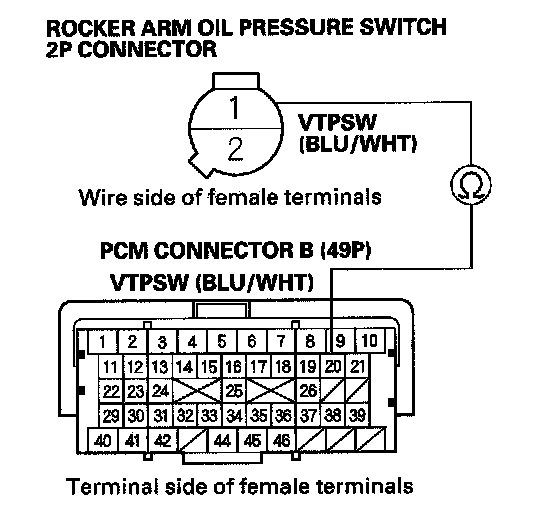 ROCKER ARM OIL PRESSURE SWITCH
2P CONNECTOR
1
2
VTPSW
(BLU/WHT)
Wire side of female terminals
Ω
PCM CONNECTOR B (49P)
VTPSW (BLU/WHT)
1 2 3 4 5 6 7 8 9 10
11 12 13 14 15 16 17 18 19 20 21
22 23 24 25 26
29 30 31 32 33 34 35 36 37 38 39
40 41 42 44 45 46
Terminal side of female terminals